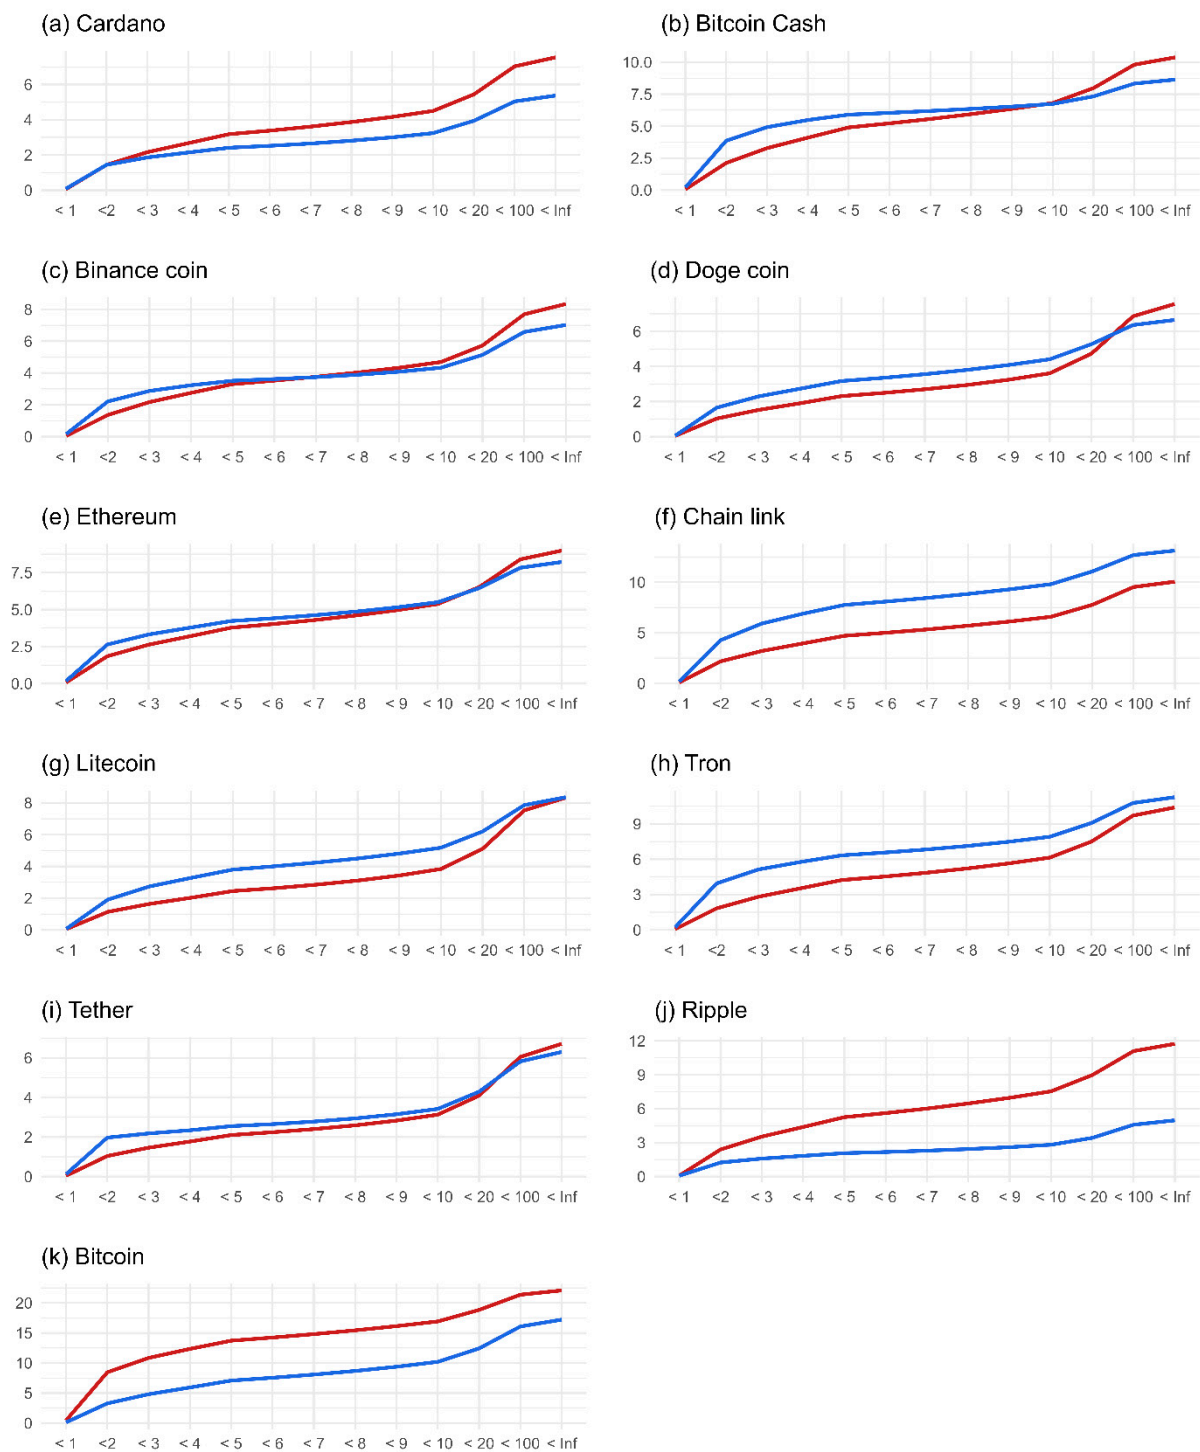 (a) Cardano
6
4
2
0
< 1 <2 < 3 < 4 < 5 < 6 < 7 < 8 < 9 < 10 < 20 < 100 < Inf
(b) Bitcoin Cash
10.0
7.5
5.0
2.5
0.0
< 1 <2 < 3 < 4 < 5 < 6 < 7 < 8 < 9 < 10 < 20 < 100 < Inf
(c) Binance coin
8
6
4
2
0
< 1 <2 < 3 < 4 < 5 < 6 < 7 < 8 < 9 < 10 < 20 < 100 < Inf
(d) Doge coin
6
4
2
0
< 1 <2 < 3 < 4 < 5 < 6 < 7 < 8 < 9 < 10 < 20 < 100 < Inf
(e) Ethereum
7.5
5.0
2.5
0.0
< 1 <2 < 3 < 4 < 5 < 6 < 7 < 8 < 9 < 10 < 20 < 100 < Inf
(f) Chain link
10
5
0
< 1 <2 < 3 < 4 < 5 < 6 < 7 < 8 < 9 < 10 < 20 < 100 < Inf
(g) Litecoin
8
6
4
2
0
< 1 <2 < 3 < 4 < 5 < 6 < 7 < 8 < 9 < 10 < 20 < 100 < Inf
(h) Tron
9
6
3
0
< 1 <2 < 3 < 4 < 5 < 6 < 7 < 8 < 9 < 10 < 20 < 100 < Inf
(i) Tether
6
4
2
0
< 1 <2 < 3 < 4 < 5 < 6 < 7 < 8 < 9 < 10 < 20 < 100 < Inf
(j) Ripple
12
9
6
3
0
< 1 <2 < 3 < 4 < 5 < 6 < 7 < 8 < 9 < 10 < 20 < 100 < Inf
(k) Bitcoin
20
15
10
5
0
< 1 <2 < 3 < 4 < 5 < 6 < 7 < 8 < 9 < 10 < 20 < 100 < Inf